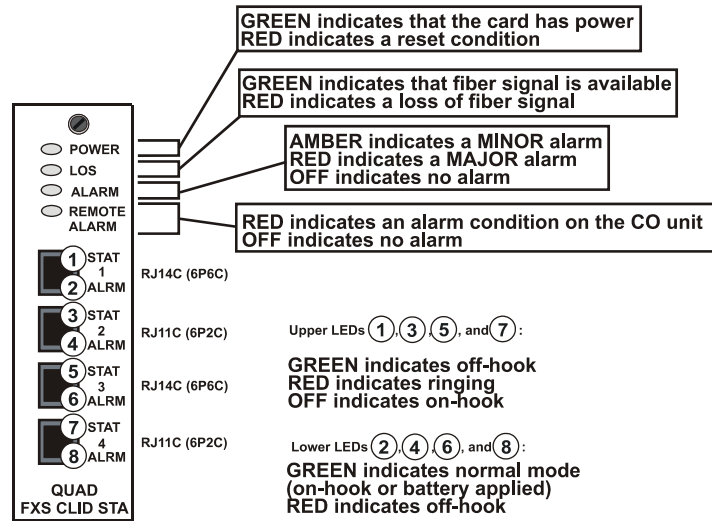 GREEN indicates that the card has power
RED indicates a reset condition
GREEN indicates that fiber signal is available
RED indicates a loss of fiber signal
AMBER indicates a MINOR alarm
RED indicates a MAJOR alarm
OFF indicates no alarm
RED indicates an alarm condition on the CO unit
OFF indicates no alarm
POWER
LOS
ALARM
REMOTE
ALARM
1 STAT
1
2 ALRM
RJ14C (6P6C)
3 STAT
2
4 ALRM
RJ11C (6P2C)
5 STAT
3
6 ALRM
RJ14C (6P6C)
7 STAT
4
8 ALRM
RJ11C (6P2C)
QUAD
FXS CLID STA
Upper LEDs 1, 3, 5, and 7:
GREEN indicates off-hook
RED indicates ringing
OFF indicates on-hook
Lower LEDs 2, 4, 6, and 8:
GREEN indicates normal mode
(on-hook or battery applied)
RED indicates off-hook